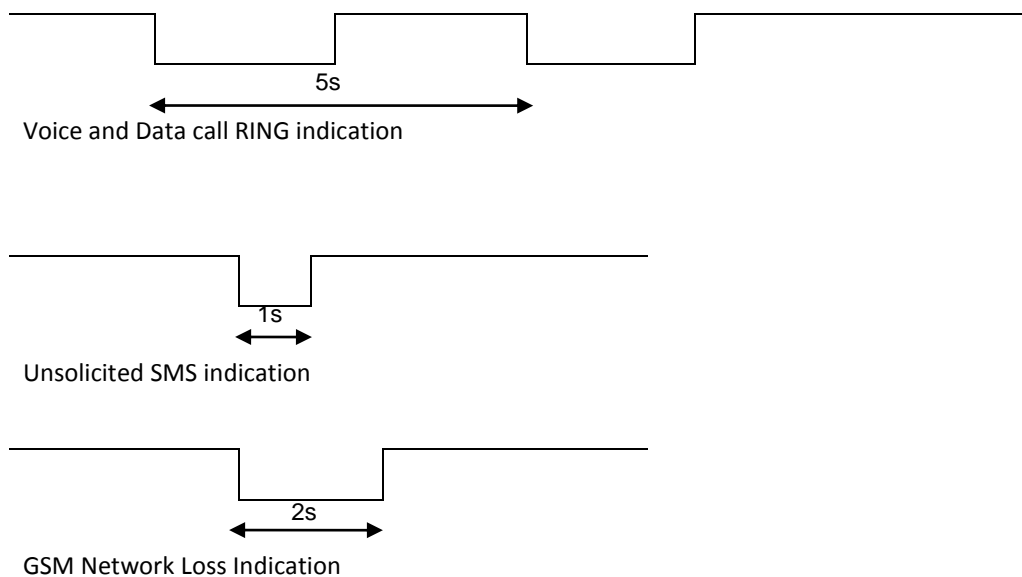 5s
Voice and Data call RING indication
1s
Unsolicited SMS indication
2s
GSM Network Loss Indication